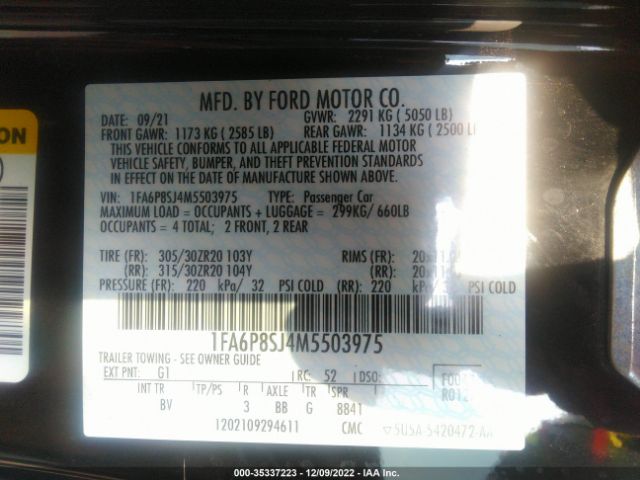 MFD. BY FORD MOTOR CO.
DATE: 09/21 GVWR: 2291 KG ( 5050 LB)
FRONT GAWR: 1173 KG ( 2585 LB) REAR GAWR: 1134 KG ( 2500 LB
THIS VEHICLE CONFORMS TO ALL APPLICABLE FEDERAL MOTOR
VEHICLE SAFETY, BUMPER, AND THEFT PREVENTION STANDARDS
IN EFFECT ON THE DATE OF MANUFACTURE SHOWN ABOVE.
VIN: 1FA6P8SJ4M5503975 TYPE: Passenger Car
MAXIMUM LOAD = OCCUPANTS + LUGGAGE = 299KG/ 660LB
OCCUPANTS = 4 TOTAL; 2 FRONT, 2 REAR
TIRE (FR): 305/30ZR20 103Y RIMS (FR):
(RR): 315/30ZR20 104Y (RR):
PRESSURE (FR): 220 kPa/ 32 PSI COLD (RR): 220 PSI COLD
1FA6P8SJ4M5503975
TRAILER TOWING - SEE OWNER GUIDE
EXT PNT: G1 RC: 52 DSO:
INT TR TP/PS R AXLE TR SPR
BV 3 BB G 8841
1202109294611 CMC 5U5A-5420472-AA
ION
000-35337223 - 12/09/2022 - IAA Inc.